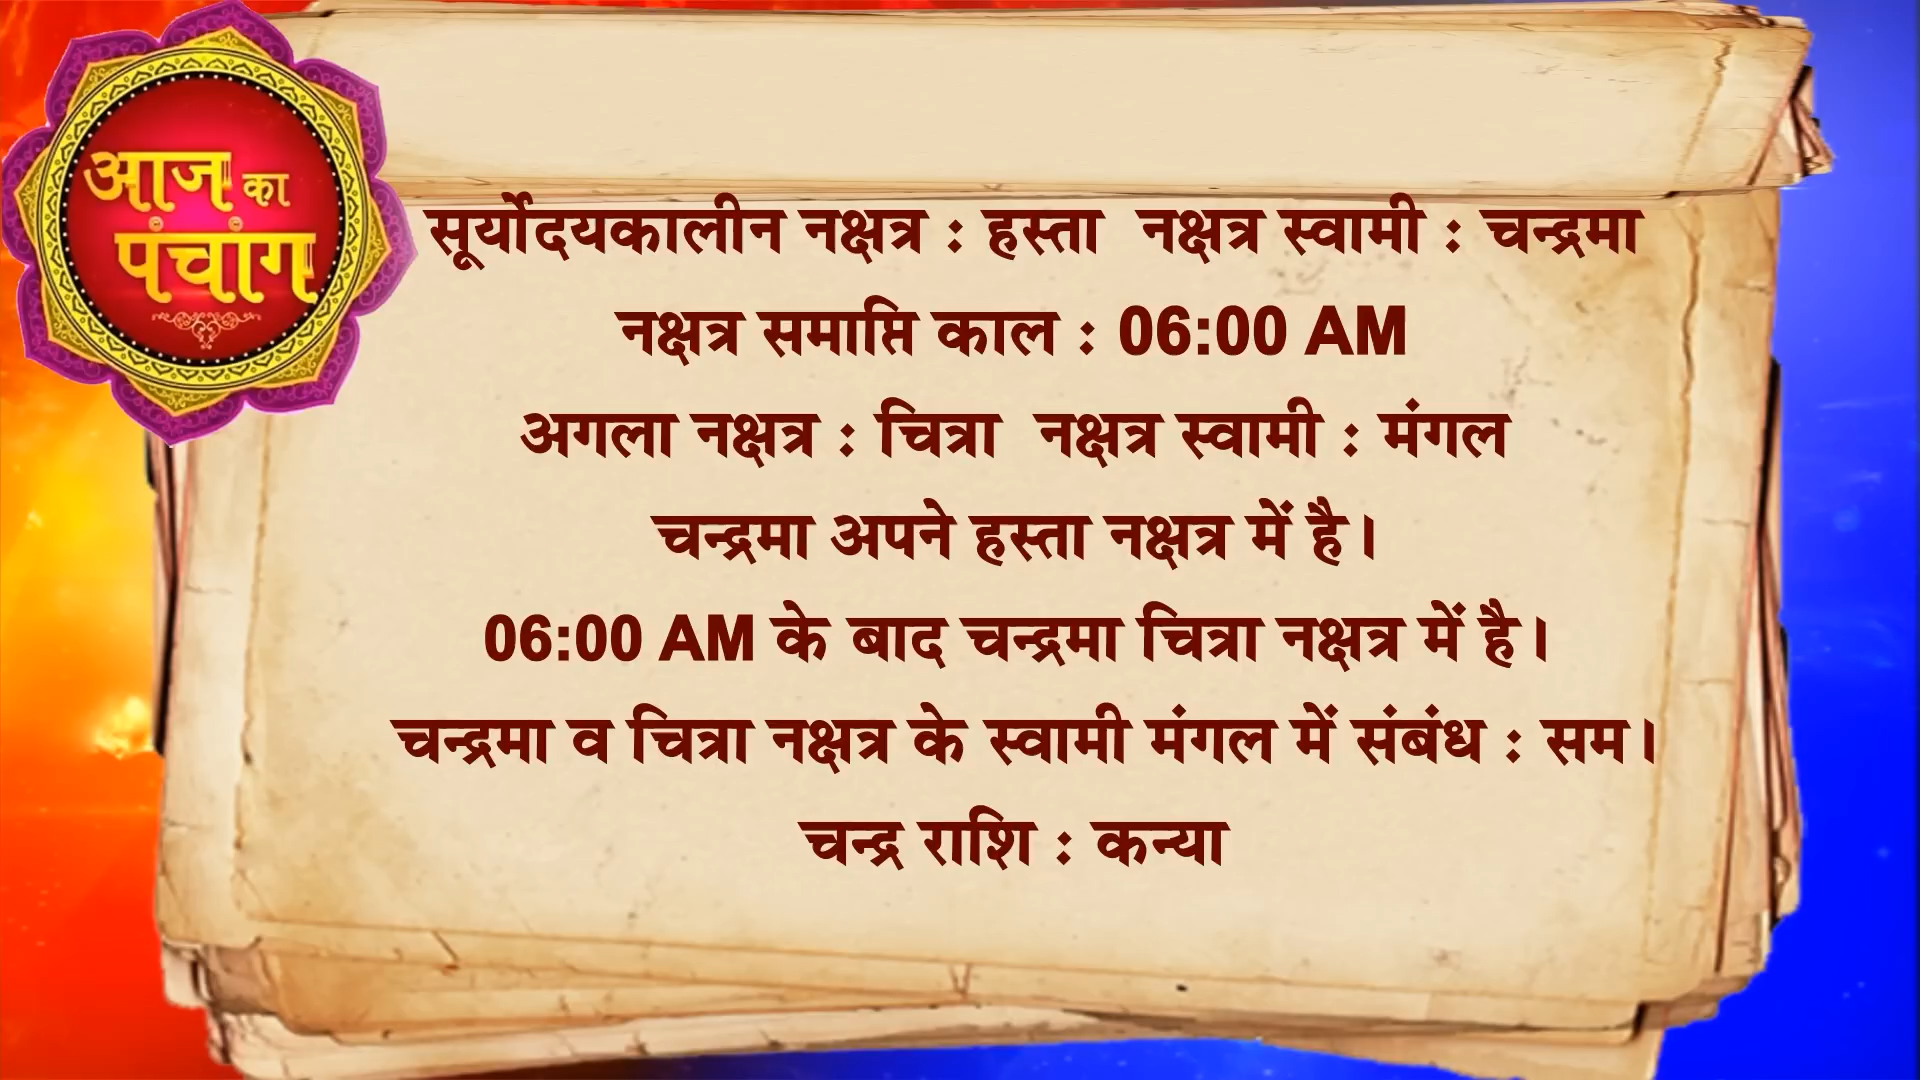 आज का
पंचांग
सूर्योदयकालीन नक्षत्र : हस्ता  नक्षत्र स्वामी : चन्द्रमा
नक्षत्र समाप्ति काल : 06:00 AM
अगला नक्षत्र : चित्रा  नक्षत्र स्वामी : मंगल
चन्द्रमा अपने हस्ता नक्षत्र में है।
06:00 AM के बाद चन्द्रमा चित्रा नक्षत्र में है।
चन्द्रमा व चित्रा नक्षत्र के स्वामी मंगल में संबंध : सम।
चन्द्र राशि : कन्या